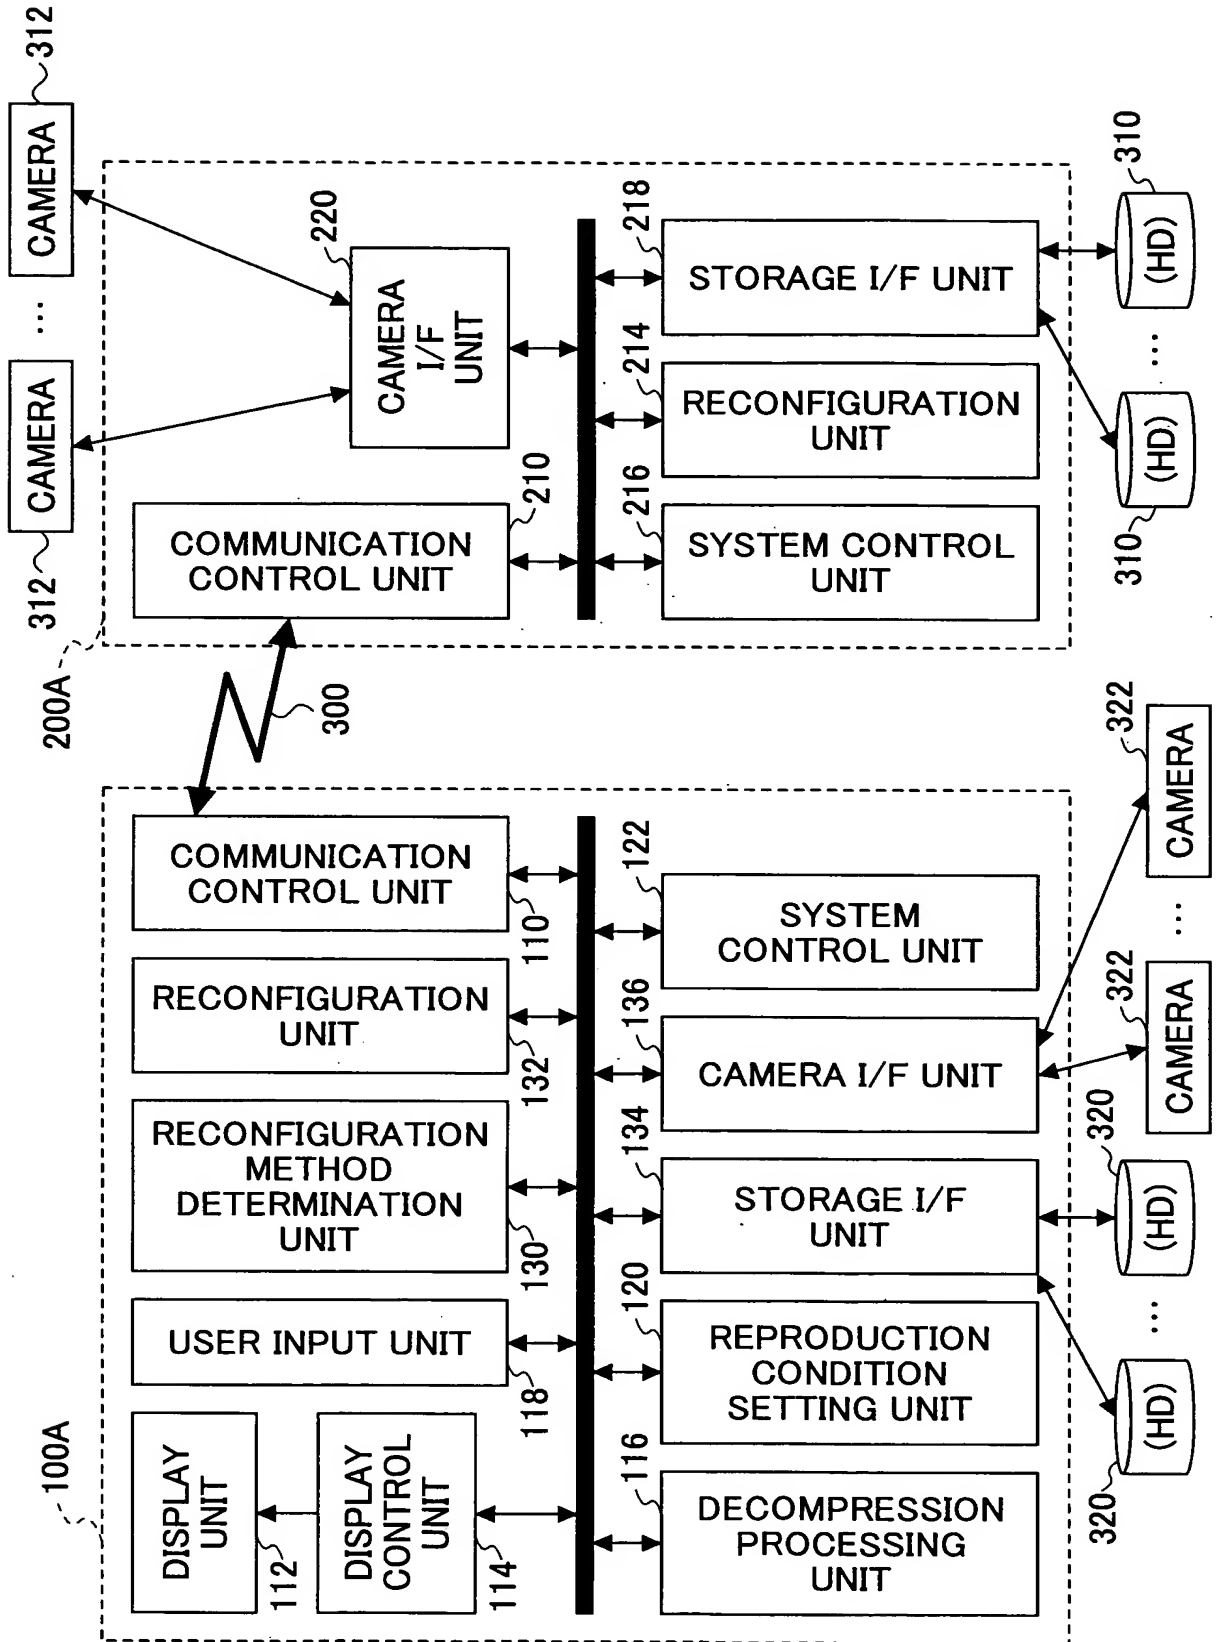 100A
DISPLAY
UNIT
112
DISPLAY
CONTROL
UNIT
114
USER INPUT UNIT
118
RECONFIGURATION
METHOD
DETERMINATION
UNIT
130
RECONFIGURATION
UNIT
132
COMMUNICATION
CONTROL UNIT
110
116
DECOMPRESSION
PROCESSING
UNIT
120
REPRODUCTION
CONDITION
SETTING UNIT
134
STORAGE I/F
UNIT
136
CAMERA I/F UNIT
122
SYSTEM
CONTROL UNIT
320
(HD)
...
320
(HD)
322
CAMERA
...
322
CAMERA
300
200A
312
CAMERA
...
312
CAMERA
COMMUNICATION
CONTROL UNIT
210
220
CAMERA
I/F
UNIT
216
SYSTEM CONTROL
UNIT
214
RECONFIGURATION
UNIT
218
STORAGE I/F UNIT
310
(HD)
...
310
(HD)